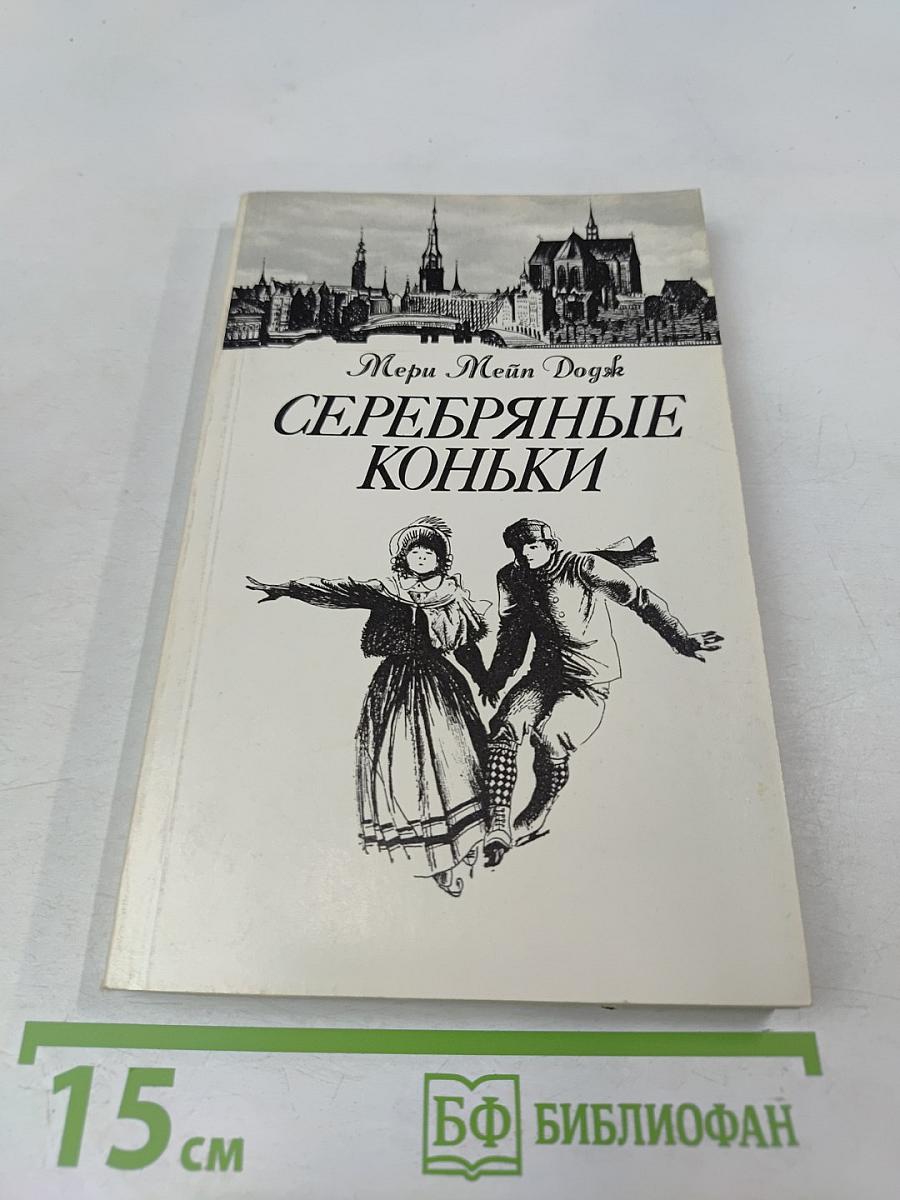 Мери Мейп Додж
СЕРЕБРЯНЫЕ
КОНЬКИ
15 см
БФ БИБЛИОФАН